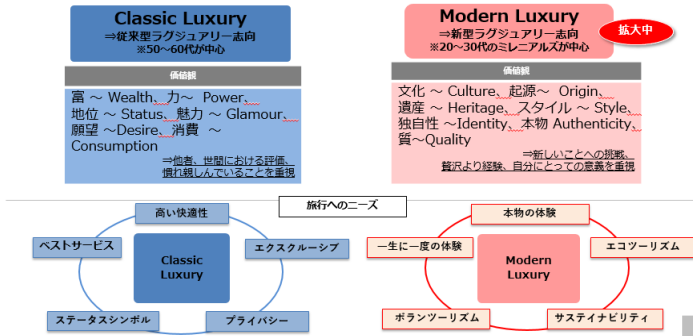 Classic Luxury
⇒従来型ラグジュアリー志向
※50～60代が中心
Modern Luxury
⇒新型ラグジュアリー志向
※20～30代のミレニアルズが中心
拡大中
価値観
富 ～ Wealth、力～ Power、
地位 ～ Status、魅力 ～ Glamour、
願望 ～Desire、消費 ～
Consumption
⇒他者、世間における評価、
慣れ親しんでいることを重視
価値観
文化 ～ Culture、起源～ Origin、
遺産 ～ Heritage、スタイル ～ Style、
独自性 ～Identity、本物 Authenticity、
質～Quality
⇒新しいことへの挑戦、
贅沢より経験、自分にとっての意義を重視
旅行へのニーズ
高い快適性
ベストサービス
エクスクルーシブ
Classic
Luxury
ステータスシンボル
プライバシー
本物の体験
一生に一度の体験
エコツーリズム
Modern
Luxury
ボランツーリズム
サステイナビリティ